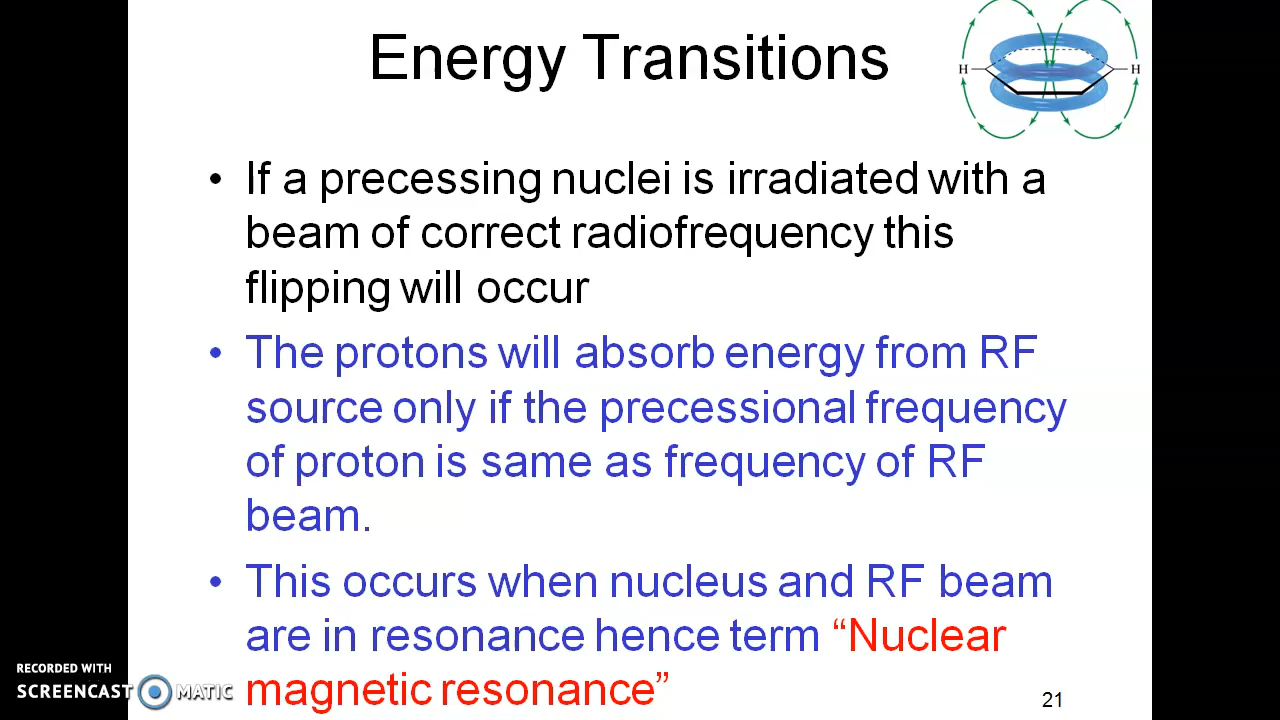 Energy Transitions
H H
• If a precessing nuclei is irradiated with a
beam of correct radiofrequency this
flipping will occur
• The protons will absorb energy from RF
source only if the precessional frequency
of proton is same as frequency of RF
beam.
• This occurs when nucleus and RF beam
are in resonance hence term “Nuclear
magnetic resonance”
RECORDED WITH
SCREENCAST MATIC
21